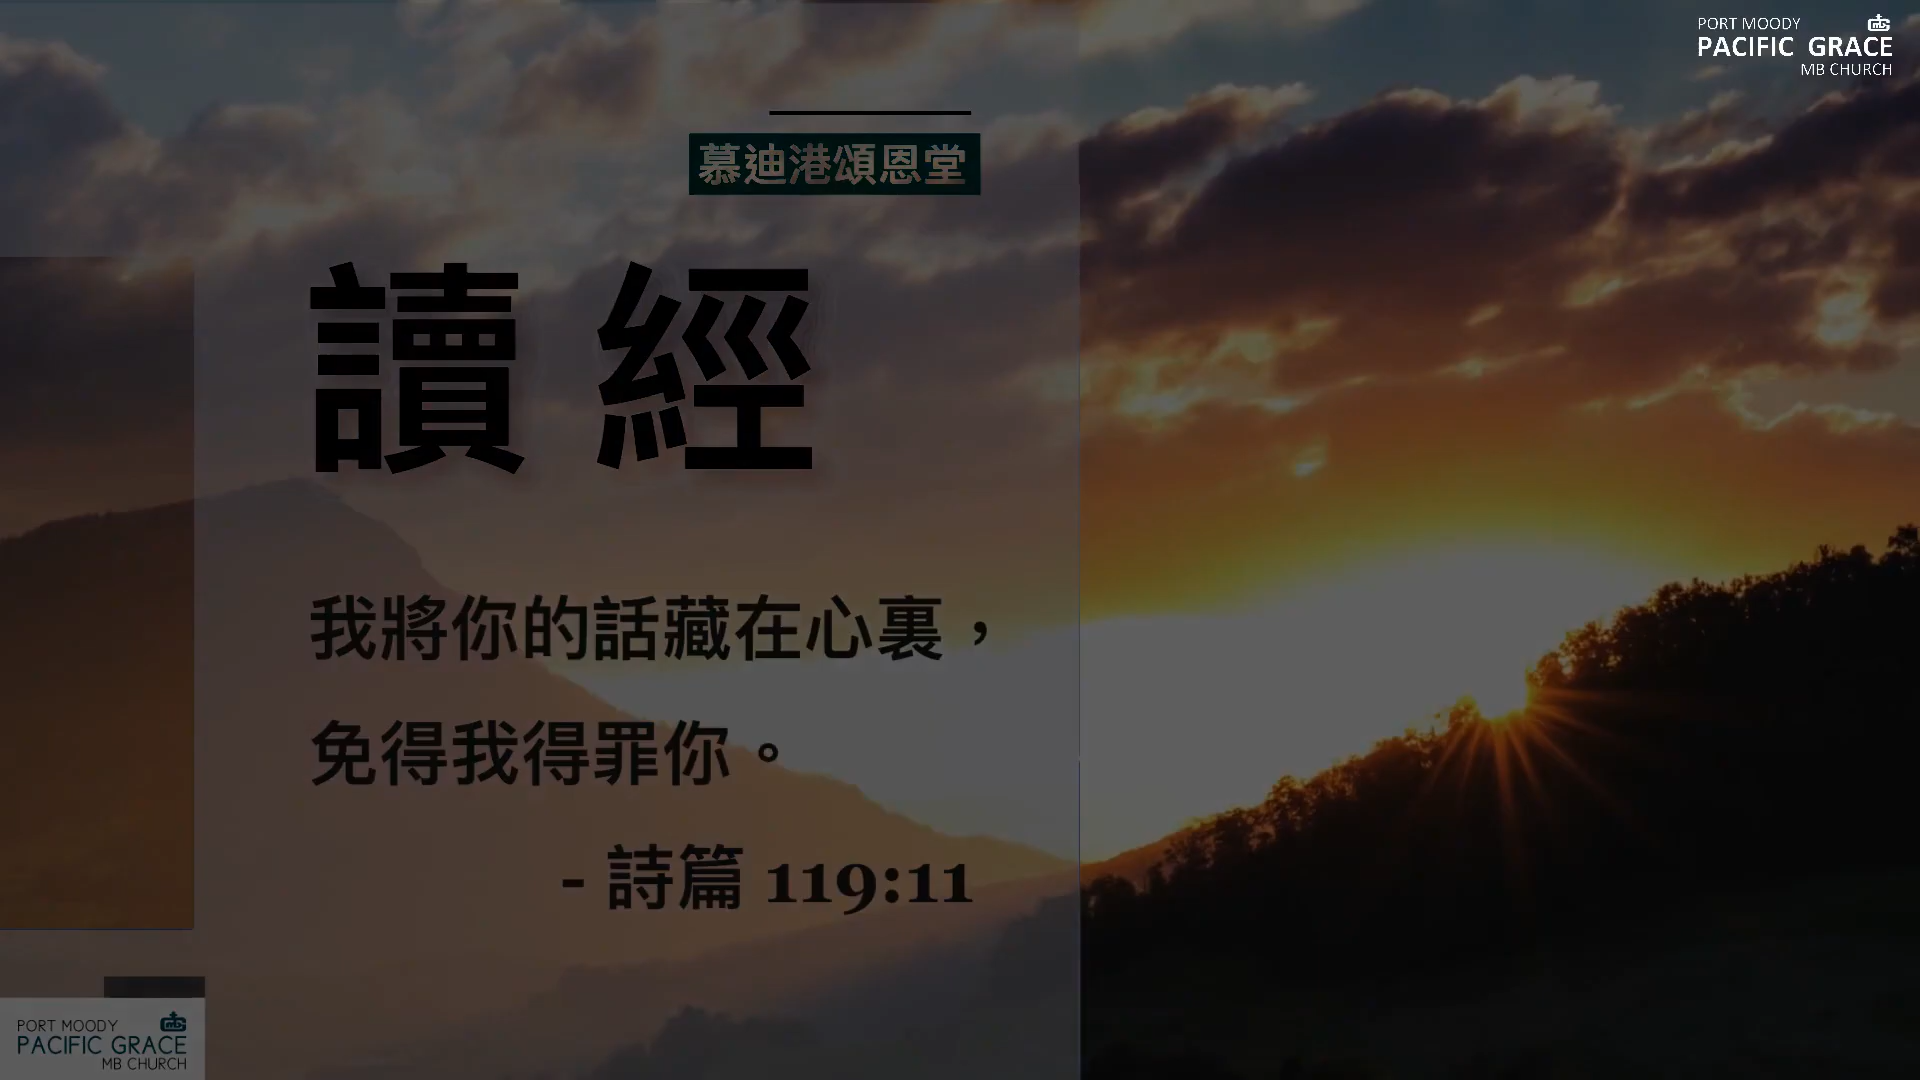 PORT MOODY
PACIFIC GRACE
MB CHURCH
慕迪港頌恩堂
讀經
我將你的話藏在心裏，
免得我得罪你。
- 詩篇 119:11
PORT MOODY
PACIFIC GRACE
MB CHURCH